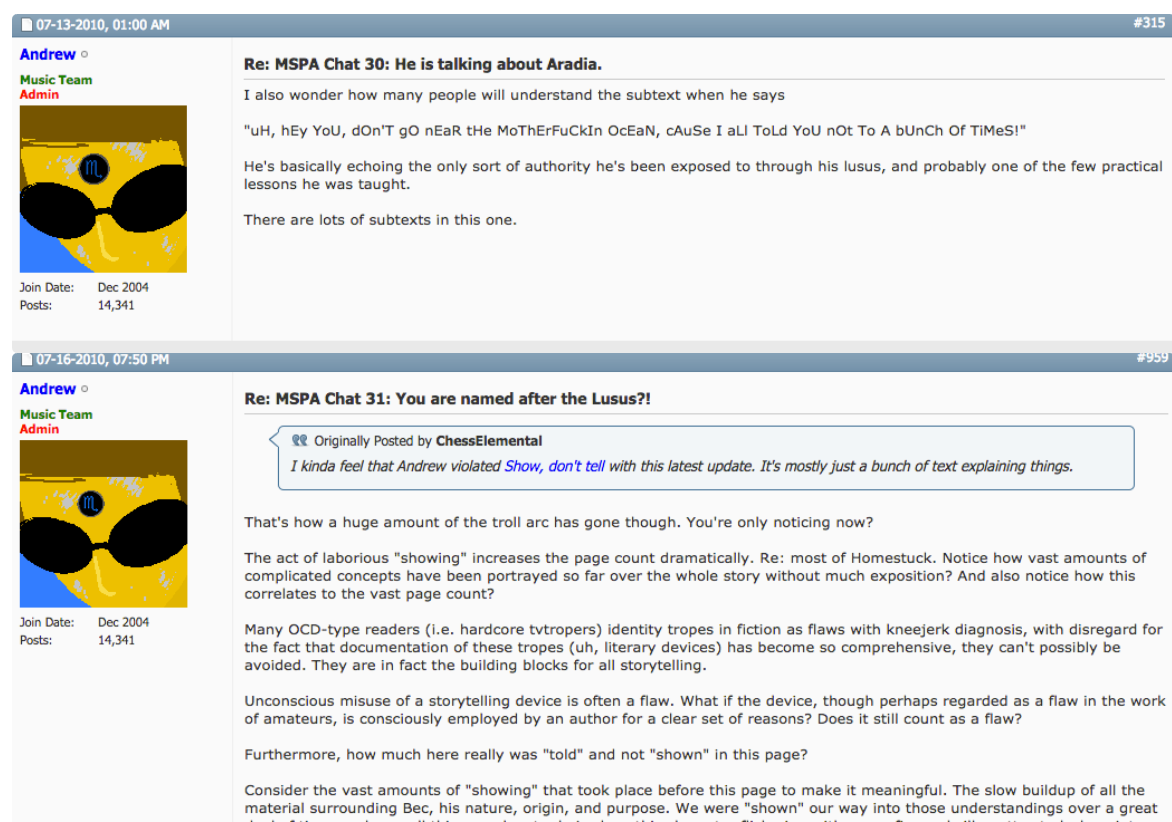 07-13-2010, 01:00 AM #315
Andrew
Music Team
Admin
Join Date: Dec 2004
Posts: 14,341
Re: MSPA Chat 30: He is talking about Aradia.
I also wonder how many people will understand the subtext when he says
"uH, hEy YoU, dOn'T gO nEaR tHe MoThErFuCkIn OcEaN, cAuSe I aLl ToLd YoU nOt To A bUnCh Of TiMeS!"
He's basically echoing the only sort of authority he's been exposed to through his lusus, and probably one of the few practical
lessons he was taught.
There are lots of subtexts in this one.
07-16-2010, 07:50 PM #959
Andrew
Music Team
Admin
Join Date: Dec 2004
Posts: 14,341
Re: MSPA Chat 31: You are named after the Lusus?!
Originally Posted by ChessElemental
I kinda feel that Andrew violated Show, don't tell with this latest update. It's mostly just a bunch of text explaining things.
That's how a huge amount of the troll arc has gone though. You're only noticing now?
The act of laborious "showing" increases the page count dramatically. Re: most of Homestuck. Notice how vast amounts of
complicated concepts have been portrayed so far over the whole story without much exposition? And also notice how this
correlates to the vast page count?
Many OCD-type readers (i.e. hardcore tvtropers) identity tropes in fiction as flaws with kneejerk diagnosis, with disregard for
the fact that documentation of these tropes (uh, literary devices) has become so comprehensive, they can't possibly be
avoided. They are in fact the building blocks for all storytelling.
Unconscious misuse of a storytelling device is often a flaw. What if the device, though perhaps regarded as a flaw in the work
of amateurs, is consciously employed by an author for a clear set of reasons? Does it still count as a flaw?
Furthermore, how much here really was "told" and not "shown" in this page?
Consider the vast amounts of "showing" that took place before this page to make it meaningful. The slow buildup of all the
material surrounding Bec, his nature, origin, and purpose. We were "shown" our way into those understandings over a great